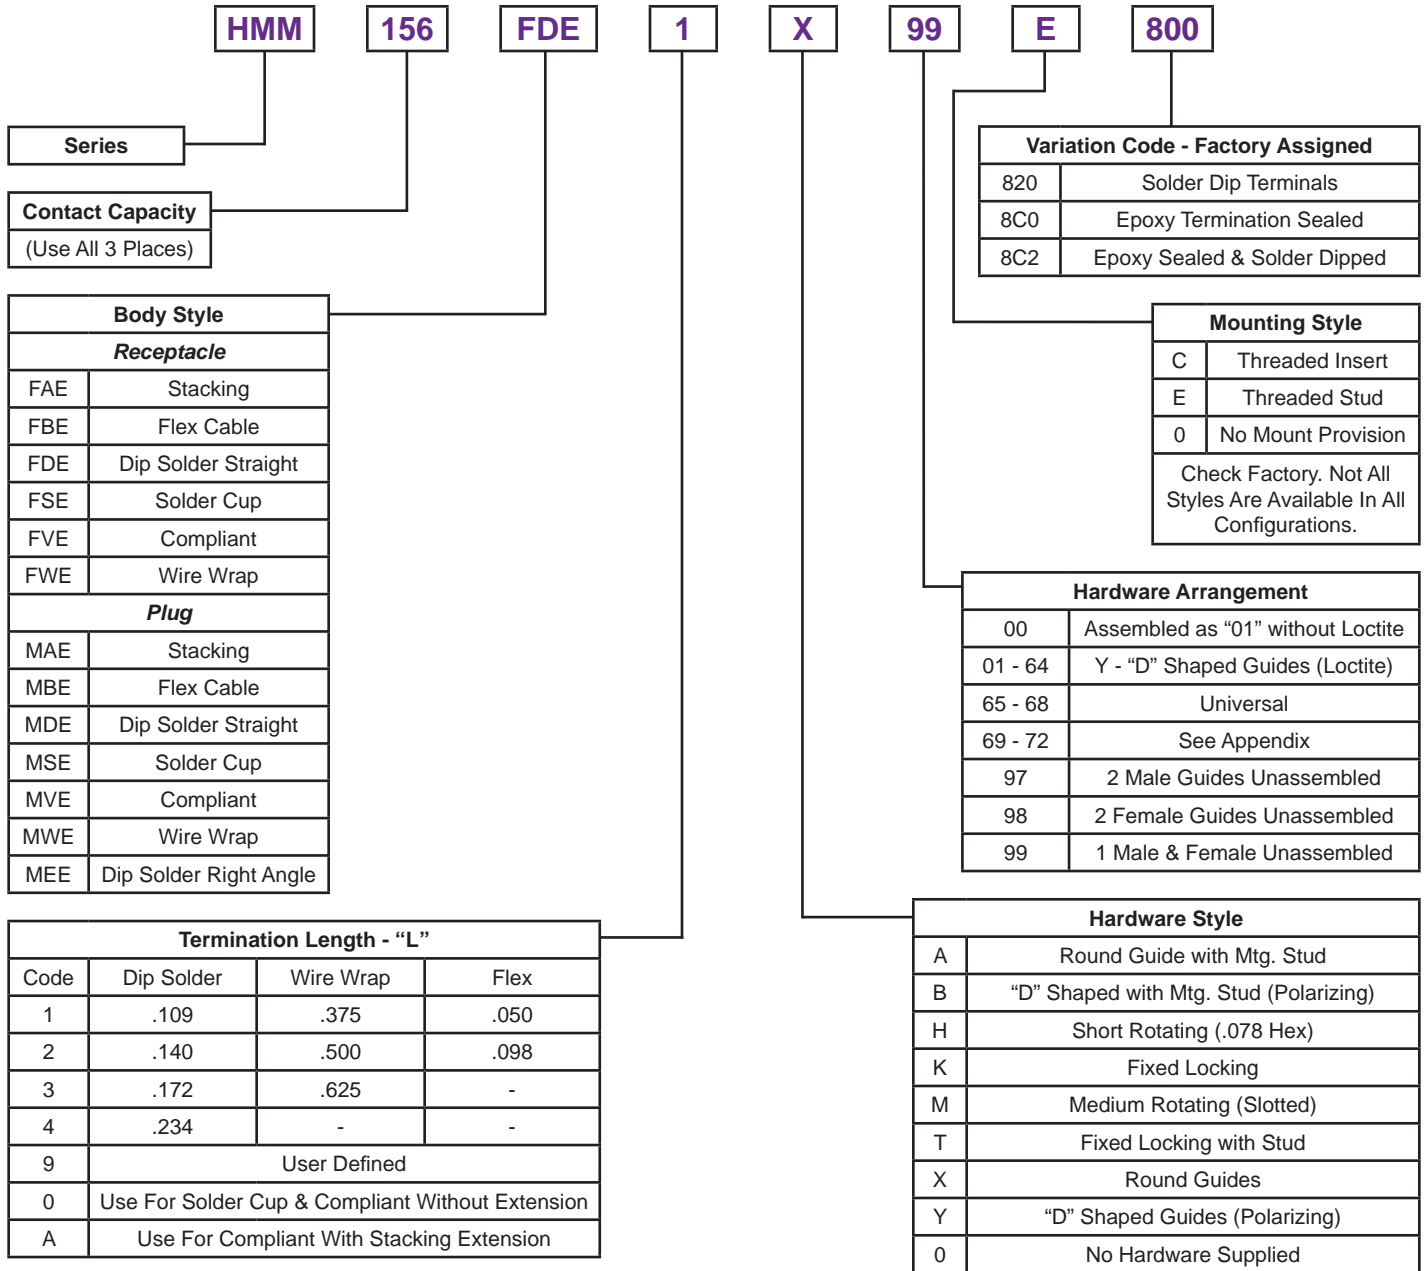 HMM 156 FDE 1 X 99 E 800
Series
Contact Capacity
(Use All 3 Places)
Body Style
Receptacle
FAE Stacking
FBE Flex Cable
FDE Dip Solder Straight
FSE Solder Cup
FVE Compliant
FWE Wire Wrap
Plug
MAE Stacking
MBE Flex Cable
MDE Dip Solder Straight
MSE Solder Cup
MVE Compliant
MWE Wire Wrap
MEE Dip Solder Right Angle
Termination Length - “L”
Code Dip Solder Wire Wrap Flex
1 .109 .375 .050
2 .140 .500 .098
3 .172 .625 -
4 .234 - -
9 User Defined
0 Use For Solder Cup & Compliant Without Extension
A Use For Compliant With Stacking Extension
Variation Code - Factory Assigned
820 Solder Dip Terminals
8C0 Epoxy Termination Sealed
8C2 Epoxy Sealed & Solder Dipped
Mounting Style
C Threaded Insert
E Threaded Stud
0 No Mount Provision
Check Factory. Not All
Styles Are Available In All
Configurations.
Hardware Arrangement
00 Assembled as “01” without Loctite
01 - 64 Y - “D” Shaped Guides (Loctite)
65 - 68 Universal
69 - 72 See Appendix
97 2 Male Guides Unassembled
98 2 Female Guides Unassembled
99 1 Male & Female Unassembled
Hardware Style
A Round Guide with Mtg. Stud
B “D” Shaped with Mtg. Stud (Polarizing)
H Short Rotating (.078 Hex)
K Fixed Locking
M Medium Rotating (Slotted)
T Fixed Locking with Stud
X Round Guides
Y “D” Shaped Guides (Polarizing)
0 No Hardware Supplied